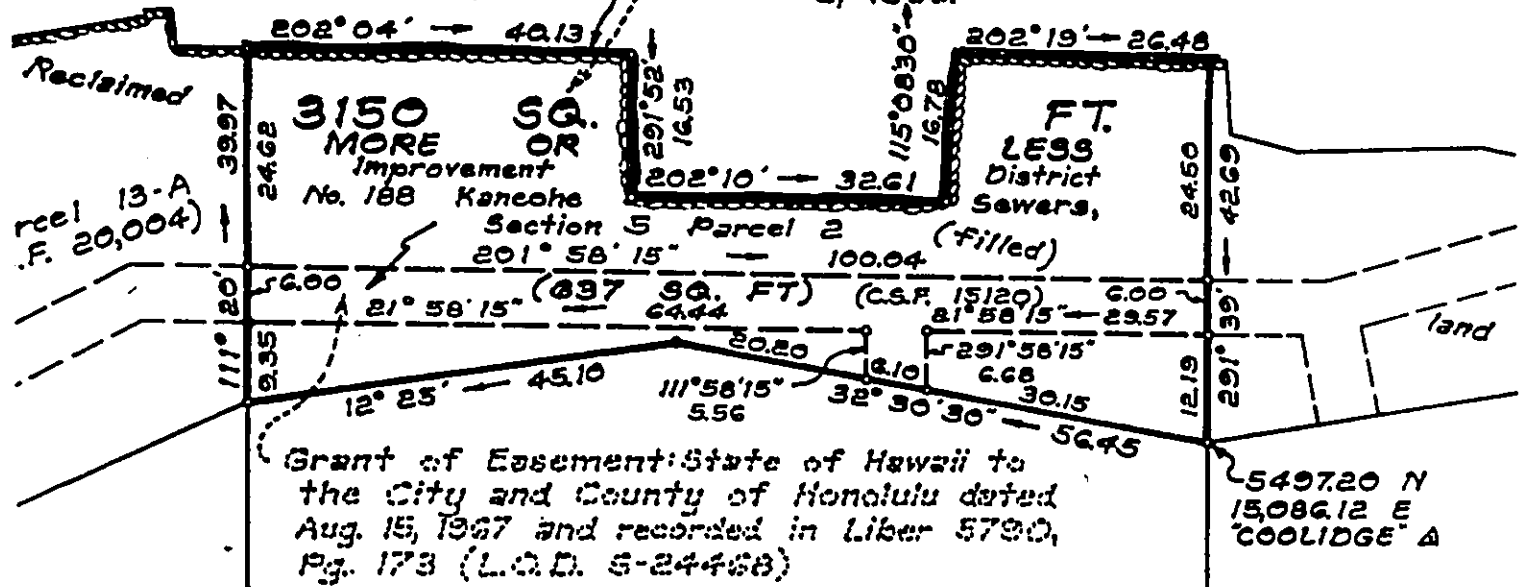 202° 04' → 40.13
202° 19' → 26.48
Reclaimed
39.97
24.62
3150 SQ. FT.
MORE OR LESS
291° 52'
16.53
115° 08' 30"
16.78
Improvement District
No. 188 Kaneohe Sewers,
Section 5 Parcel 2
(filled)
202° 10' → 32.61
24.50
42.69
rcel 13-A
.F. 20,004)
201° 58' 15" → 100.04
6.00
(637 SQ. FT) (C.S.F. 15120)
6.00
21° 58' 15" ← 64.44
21° 58' 15" ← 29.57
land
111° 20'
9.35
20.20
6.10
291° 58' 15"
6.68
12° 23' ← 45.10
111° 58' 15"
5.56
32° 30' 30" ← 56.45
30.15
12.19
291° 39'
Grant of Easement: State of Hawaii to
the City and County of Honolulu dated
Aug. 15, 1967 and recorded in Liber 5790,
Pg. 173 (L.O.D. S-24468)
5497.20 N
15,086.12 E
"COOLIDGE" Δ